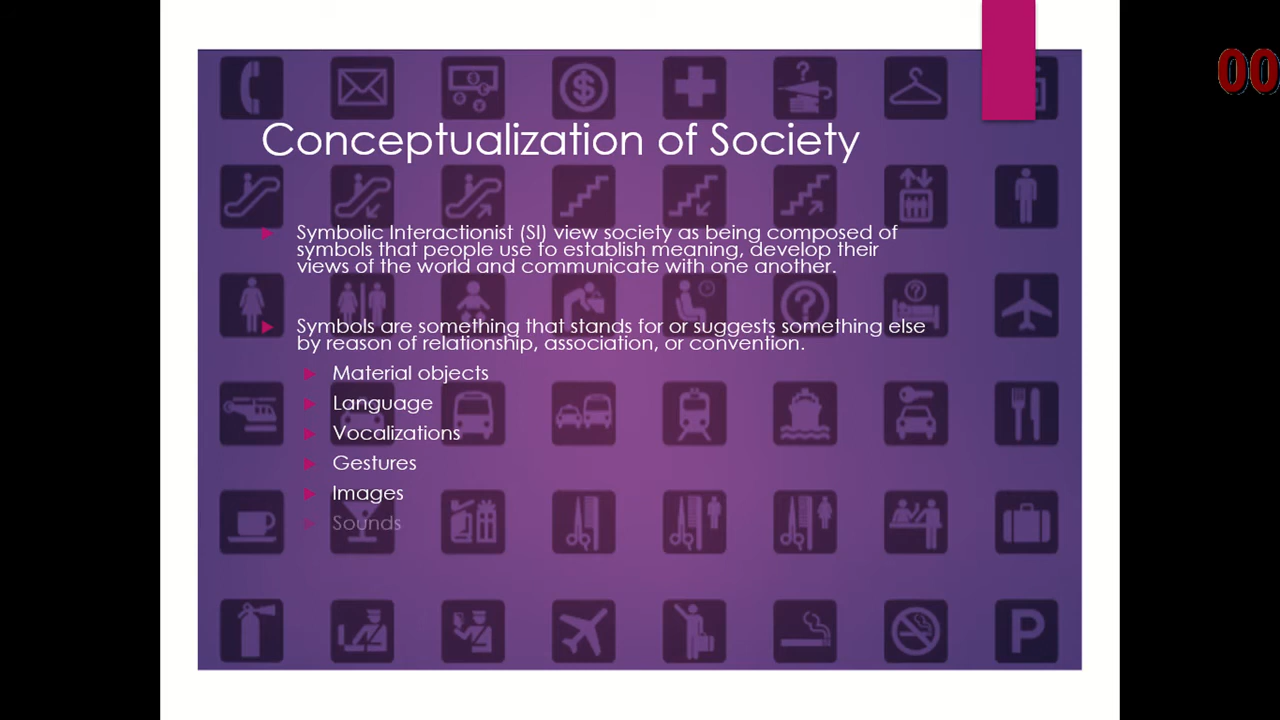 00
Conceptualization of Society
Symbolic Interactionist (SI) view society as being composed of
symbols that people use to establish meaning, develop their
views of the world and communicate with one another.
Symbols are something that stands for or suggests something else
by reason of relationship, association, or convention.
Material objects
Language
Vocalizations
Gestures
Images
Sounds
P